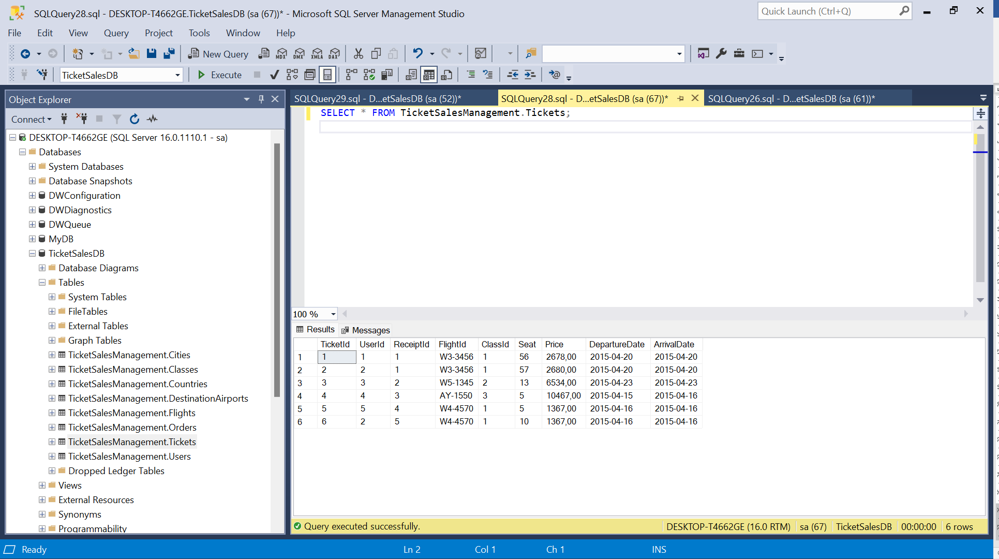 SQLQuery28.sql - DESKTOP-T4662GE.TicketSalesDB (sa (67))* - Microsoft SQL Server Management Studio
Quick Launch (Ctrl+Q)
File Edit View Query Project Tools Window Help
New Query MDX DMX XMLA DAX
TicketSalesDB Execute
Object Explorer
Connect
DESKTOP-T4662GE (SQL Server 16.0.1110.1 - sa)
Databases
System Databases
Database Snapshots
DWConfiguration
DWDiagnostics
DWQueue
MyDB
TicketSalesDB
Database Diagrams
Tables
System Tables
FileTables
External Tables
Graph Tables
TicketSalesManagement.Cities
TicketSalesManagement.Classes
TicketSalesManagement.Countries
TicketSalesManagement.DestinationAirports
TicketSalesManagement.Flights
TicketSalesManagement.Orders
TicketSalesManagement.Tickets
TicketSalesManagement.Users
Dropped Ledger Tables
Views
External Resources
Synonyms
Programmability
SQLQuery29.sql - D...etSalesDB (sa (52))* SQLQuery28.sql - D...etSalesDB (sa (67))* SQLQuery26.sql - D...etSalesDB (sa (61))*
SELECT * FROM TicketSalesManagement.Tickets;
100 %
Results Messages
TicketId UserId ReceiptId FlightId ClassId Seat Price DepartureDate ArrivalDate
1 1 1 1 W3-3456 1 56 2678,00 2015-04-20 2015-04-20
2 2 2 1 W3-3456 1 57 2680,00 2015-04-20 2015-04-20
3 3 3 2 W5-1345 2 13 6534,00 2015-04-23 2015-04-23
4 4 4 3 AY-1550 3 5 10467,00 2015-04-15 2015-04-16
5 5 5 4 W4-4570 1 5 1367,00 2015-04-16 2015-04-16
6 6 2 5 W4-4570 1 10 1367,00 2015-04-16 2015-04-16
Query executed successfully. DESKTOP-T4662GE (16.0 RTM) sa (67) TicketSalesDB 00:00:00 6 rows
Ready Ln 2 Col 1 Ch 1 INS